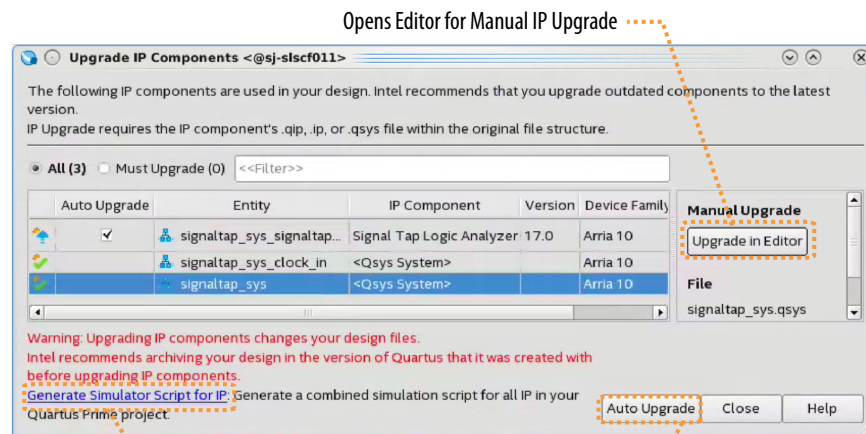 Opens Editor for Manual IP Upgrade
Upgrade IP Components <@sj-slscf011>
The following IP components are used in your design. Intel recommends that you upgrade outdated components to the latest
version.
IP Upgrade requires the IP component's .qip, .ip, or .qsys file within the original file structure.
All (3) Must Upgrade (0) <<Filter>>
Auto Upgrade Entity IP Component Version Device Family
signaltap_sys_signaltap... Signal Tap Logic Analyzer 17.0 Arria 10
signaltap_sys_clock_in <Qsys System> Arria 10
signaltap_sys <Qsys System> Arria 10
Manual Upgrade
Upgrade in Editor
File
signaltap_sys.qsys
Warning: Upgrading IP components changes your design files.
Intel recommends archiving your design in the version of Quartus that it was created with
before upgrading IP components.
Generate Simulator Script for IP: Generate a combined simulation script for all IP in your
Quartus Prime project.
Auto Upgrade Close Help